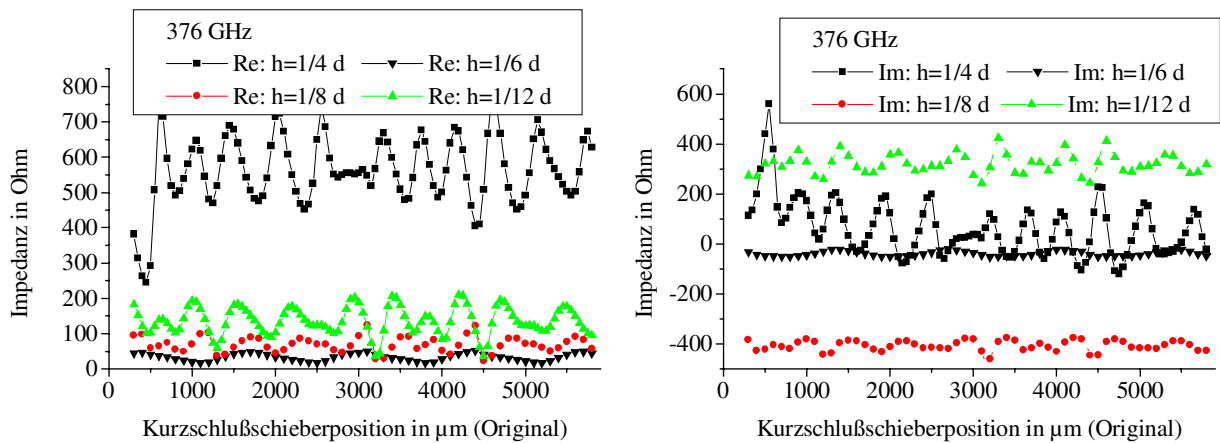 376 GHz
Re: h=1/4 d Re: h=1/6 d
Re: h=1/8 d Re: h=1/12 d
800
700
600
500
400
300
200
100
0
0 1000 2000 3000 4000 5000
Impedanz in Ohm
Kurzschlußschieberposition in µm (Original)
376 GHz
Im: h=1/4 d Im: h=1/6 d
Im: h=1/8 d Im: h=1/12 d
600
400
200
0
-200
-400
0 1000 2000 3000 4000 5000
Impedanz in Ohm
Kurzschlußschieberposition in µm (Original)